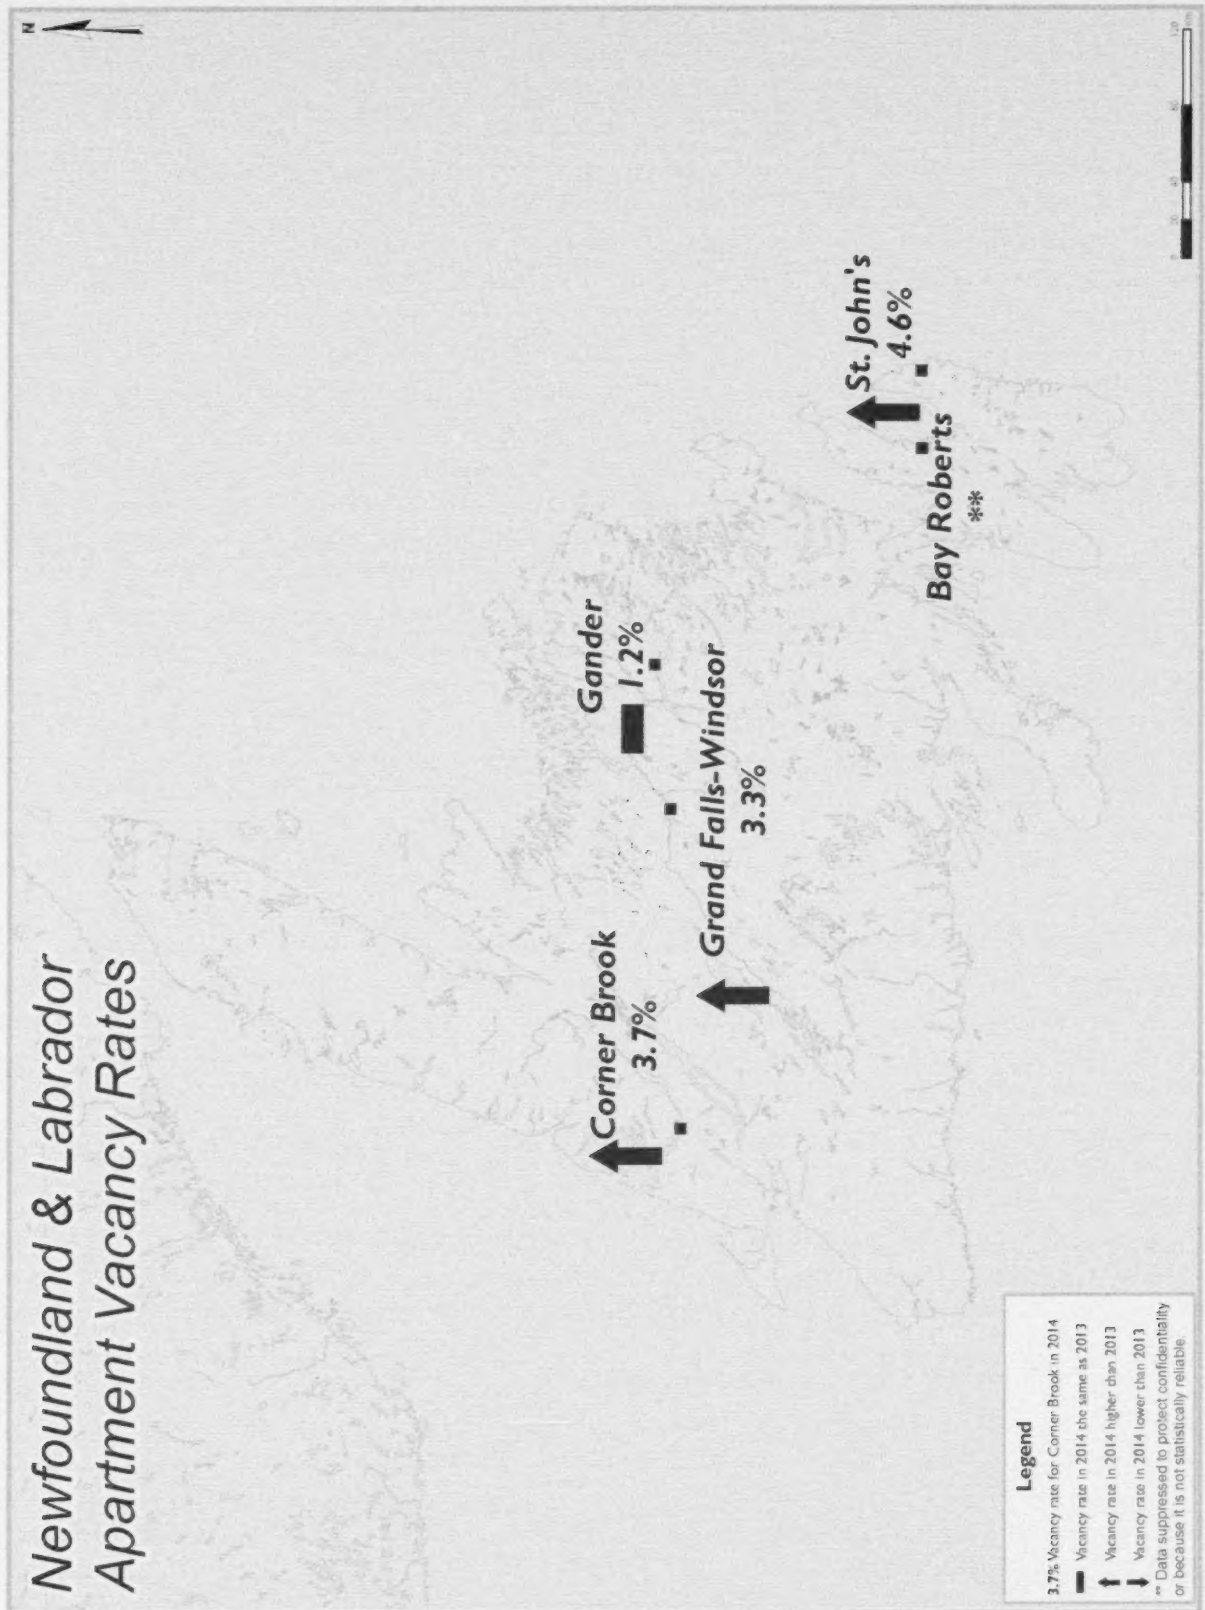 Newfoundland & Labrador
Apartment Vacancy Rates
N
Corner Brook
3.7%
Gander
1.2%
Grand Falls-Windsor
3.3%
St. John's
4.6%
Bay Roberts
**
Legend
3.7% Vacancy rate for Corner Brook in 2014
Vacancy rate in 2014 the same as 2013
Vacancy rate in 2014 higher than 2013
Vacancy rate in 2014 lower than 2013
** Data suppressed to protect confidentiality
or because it is not statistically reliable.
0 20 40